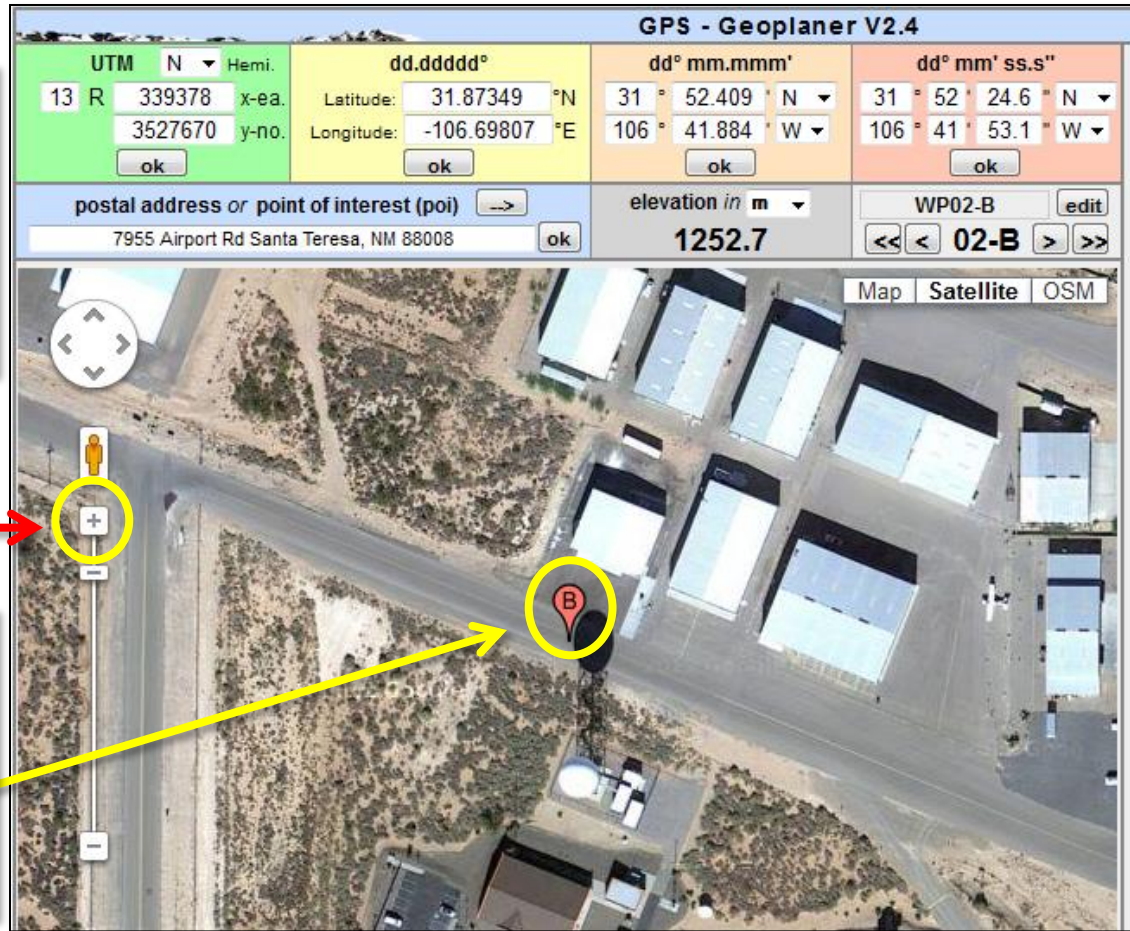 GPS - Geoplaner V2.4
UTM N Hemi.
13 R 339378 x-ea.
3527670 y-no.
ok
dd.ddddd°
Latitude: 31.87349 °N
Longitude: -106.69807 °E
ok
dd° mm.mmm'
31 ° 52.409 ' N
106 ° 41.884 ' W
ok
dd° mm' ss.s"
31 ° 52 ' 24.6 " N
106 ° 41 ' 53.1 " W
ok
postal address or point of interest (poi) -->
7955 Airport Rd Santa Teresa, NM 88008 ok
elevation in m
1252.7
WP02-B edit
<< < 02-B > >>
Map Satellite OSM
+
B
−